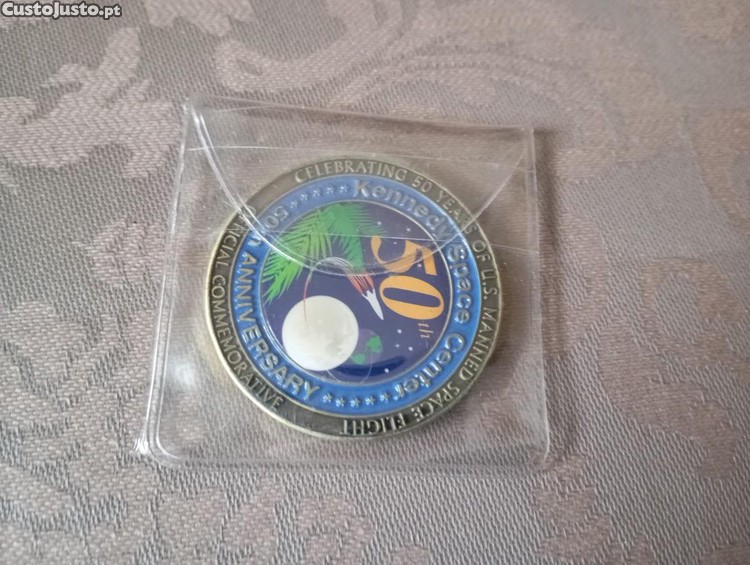 CustoJusto.pt
CELEBRATING 50 YEARS OF U.S. MANNED SPACE FLIGHT
OFFICIAL COMMEMORATIVE
Kennedy Space Center
50th ANNIVERSARY
50th